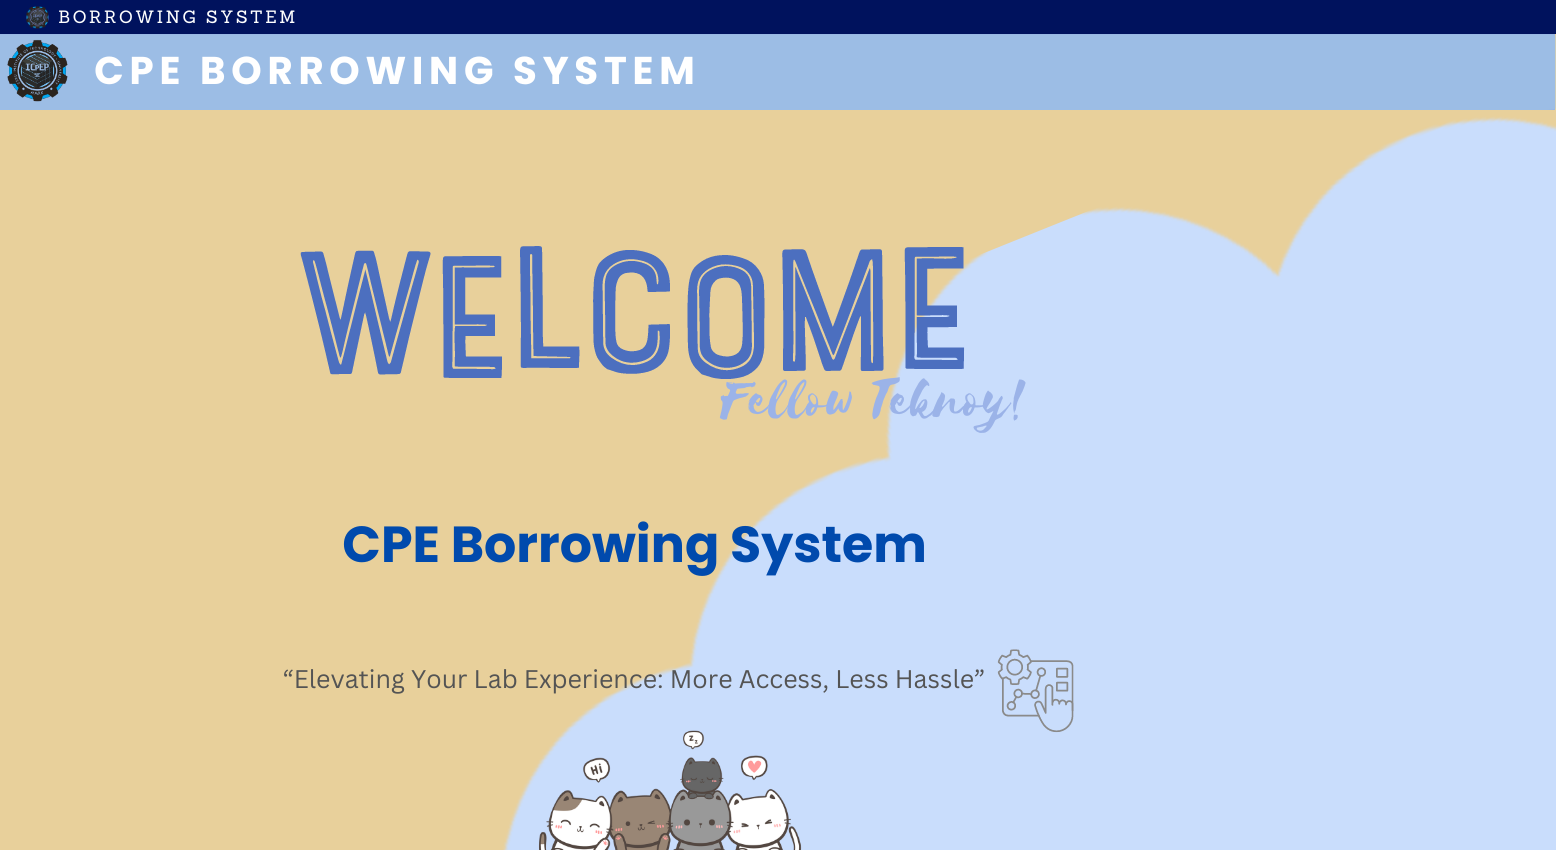 BORROWING SYSTEM
CPE BORROWING SYSTEM
WELCOME
Fellow Teknoy!
CPE Borrowing System
“Elevating Your Lab Experience: More Access, Less Hassle”
zz
Hi